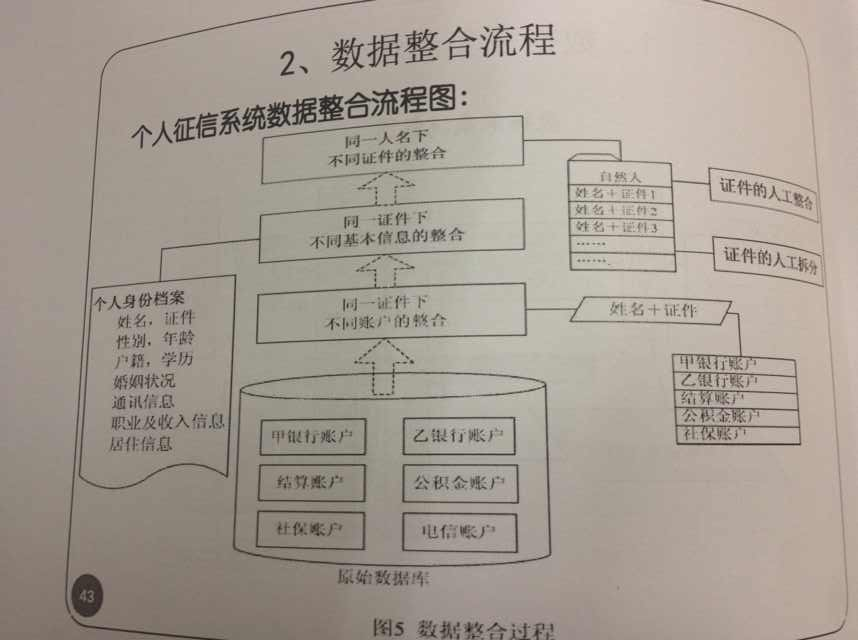 2、数据整合流程
个人征信系统数据整合流程图：
同一人名下
不同证件的整合
自然人
姓名＋证件1
姓名＋证件2
姓名＋证件3
……
……
证件的人工整合
证件的人工拆分
同一证件下
不同基本信息的整合
同一证件下
不同账户的整合
姓名＋证件
个人身份档案
姓名，证件
性别，年龄
户籍，学历
婚姻状况
通讯信息
职业及收入信息
居住信息
甲银行账户
乙银行账户
结算账户
公积金账户
社保账户
甲银行账户
乙银行账户
结算账户
公积金账户
社保账户
电信账户
原始数据库
43
图5 数据整合过程